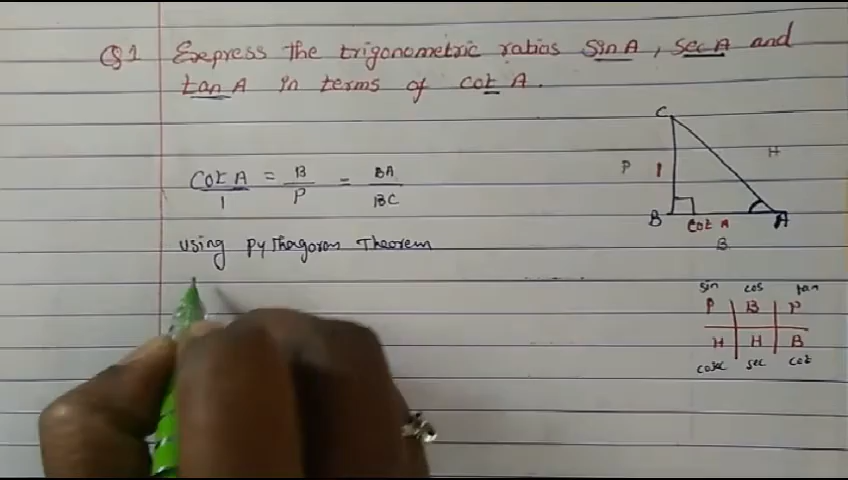 Q1 Express the trigonometric ratios Sin A, sec A and
tan A in terms of cot A.
Cot A / 1 = B / P = BA / BC
Using Pythagoras Theorem
C
P 1 H
B Cot A A
B
sin cos tan
P B P
H H B
cosec sec cot